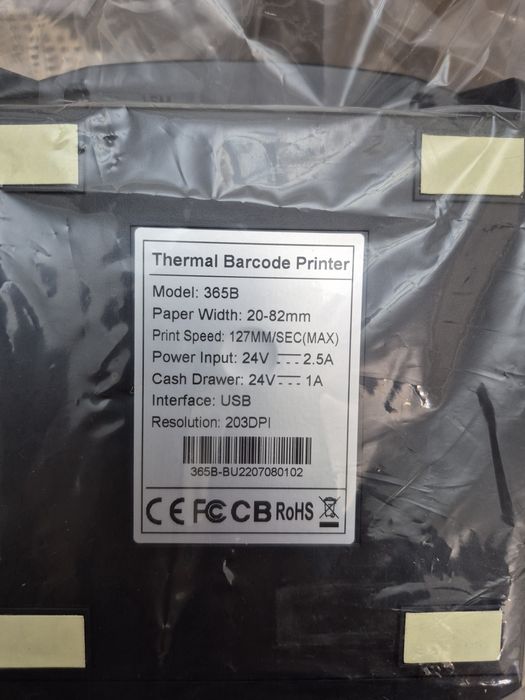 Thermal Barcode Printer
Model: 365B
Paper Width: 20-82mm
Print Speed: 127MM/SEC(MAX)
Power Input: 24V ⎓ 2.5A
Cash Drawer: 24V ⎓ 1A
Interface: USB
Resolution: 203DPI
365B-BU2207080102
CE FC CB RoHS